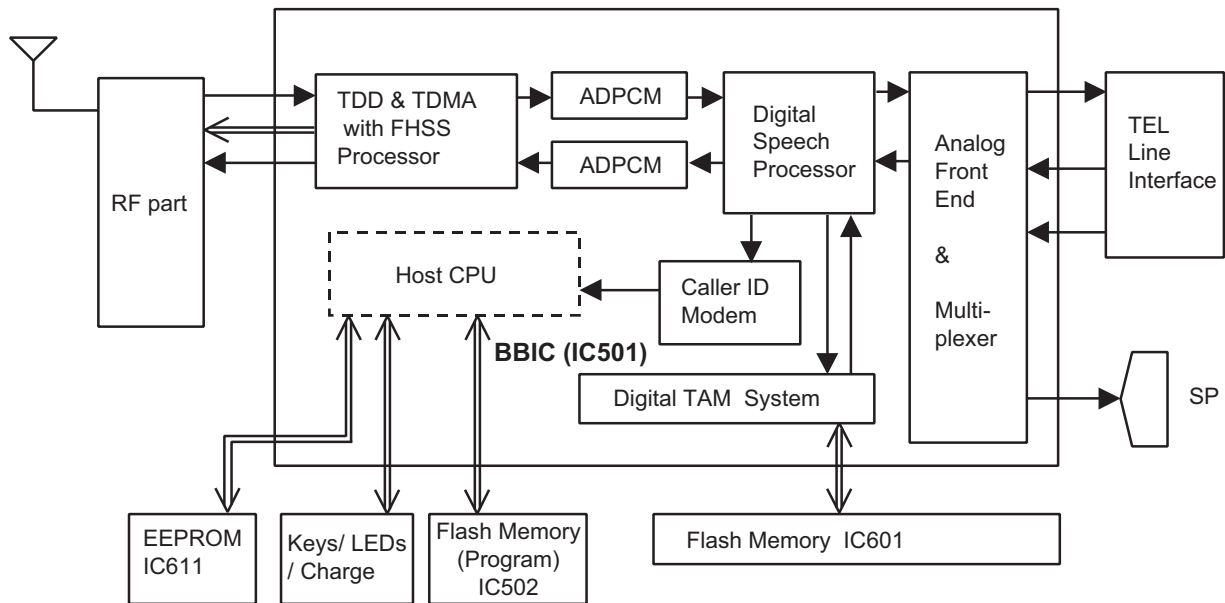 RF part
TDD & TDMA
with FHSS
Processor
ADPCM
ADPCM
Digital
Speech
Processor
Analog
Front
End
&
Multi-
plexer
TEL
Line
Interface
Host CPU
Caller ID
Modem
BBIC (IC501)
Digital TAM System
SP
EEPROM
IC611
Keys/ LEDs
/ Charge
Flash Memory
(Program)
IC502
Flash Memory IC601